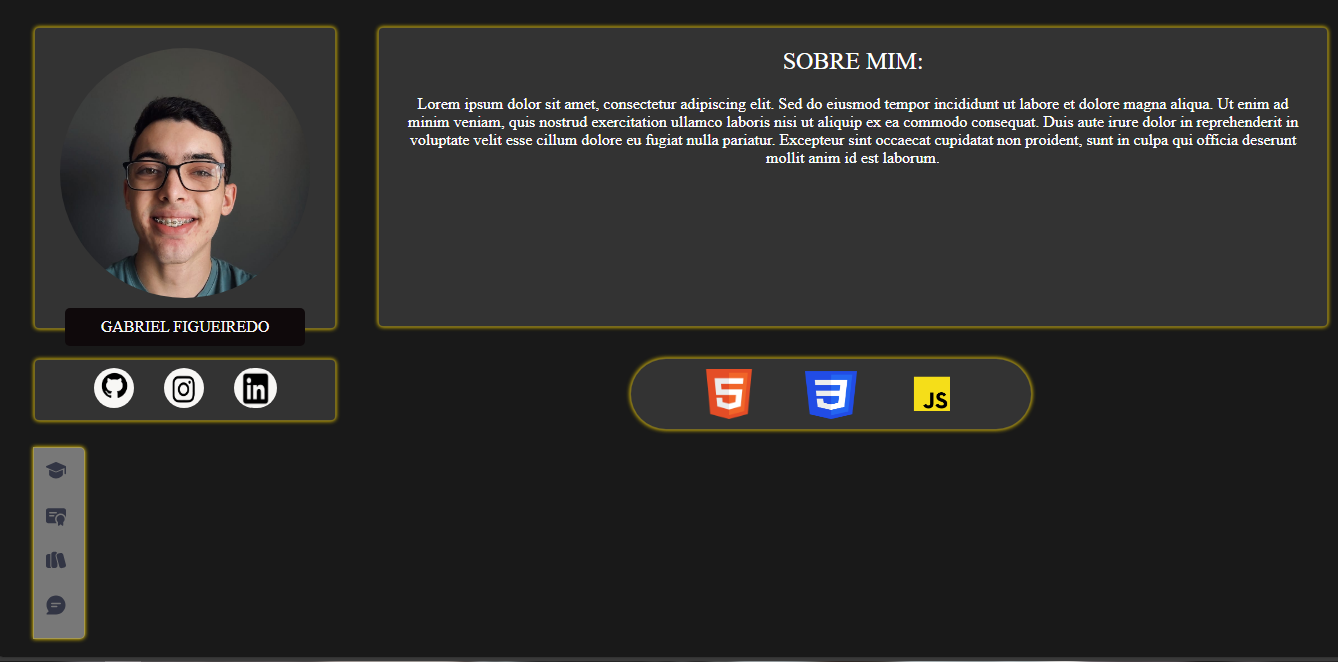 SOBRE MIM:
Lorem ipsum dolor sit amet, consectetur adipiscing elit. Sed do eiusmod tempor incididunt ut labore et dolore magna aliqua. Ut enim ad
minim veniam, quis nostrud exercitation ullamco laboris nisi ut aliquip ex ea commodo consequat. Duis aute irure dolor in reprehenderit in
voluptate velit esse cillum dolore eu fugiat nulla pariatur. Excepteur sint occaecat cupidatat non proident, sunt in culpa qui officia deserunt
mollit anim id est laborum.
GABRIEL FIGUEIREDO
in
5
3
JS